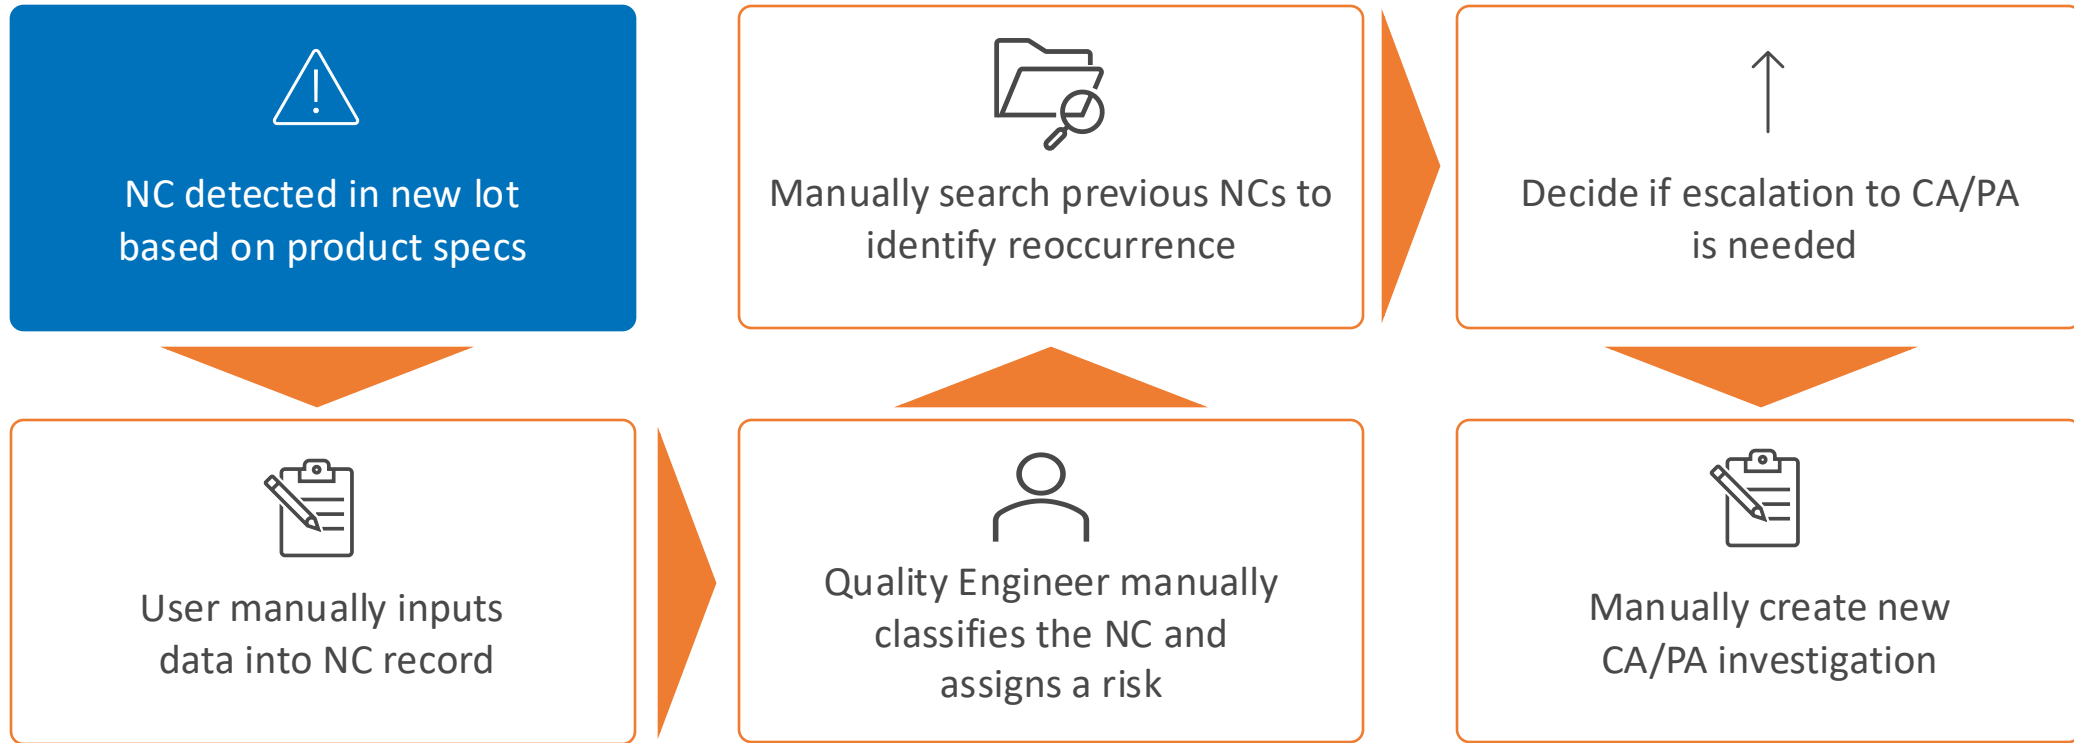 NC detected in new lot
based on product specs
User manually inputs
data into NC record
Quality Engineer manually
classifies the NC and
assigns a risk
Manually search previous NCs to
identify reoccurrence
Decide if escalation to CA/PA
is needed
Manually create new
CA/PA investigation